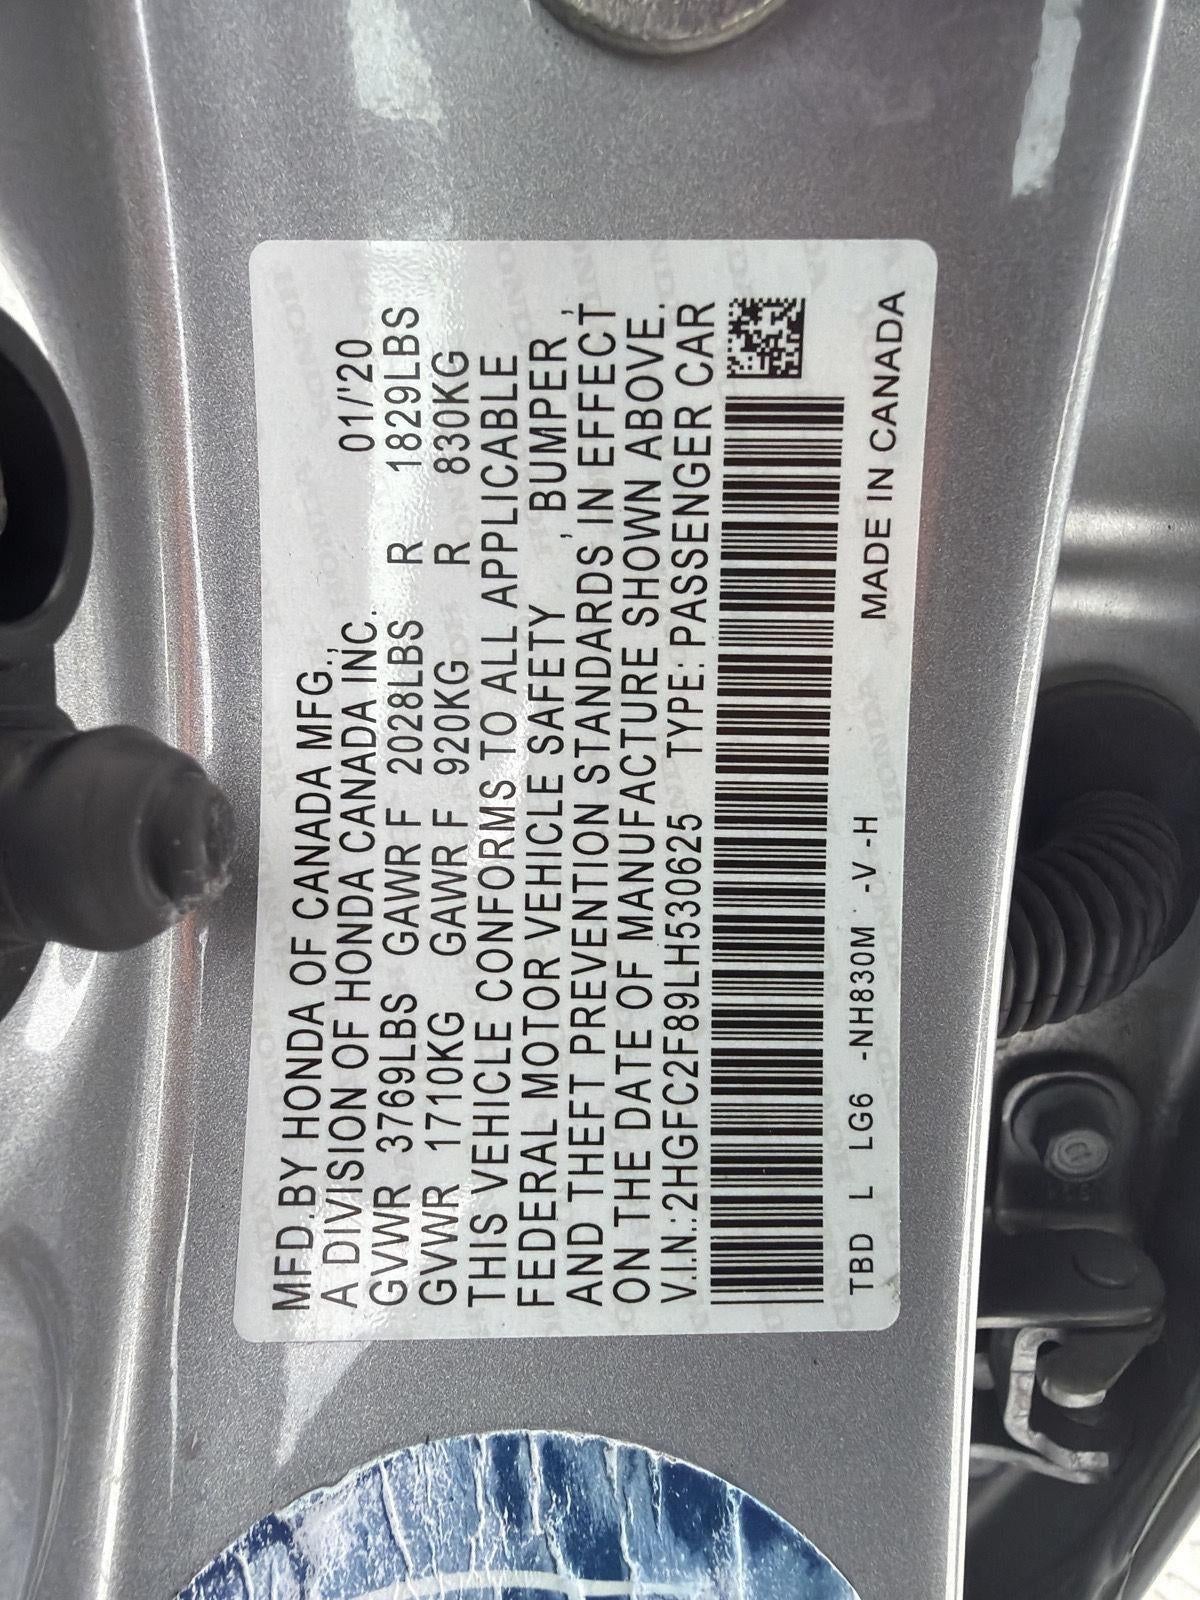 MFD.BY HONDA OF CANADA MFG.,
A DIVISION OF HONDA CANADA INC. 01/'20
GVWR 3769LBS GAWR F 2028LBS R 1829LBS
GVWR 1710KG GAWR F 920KG R 830KG
THIS VEHICLE CONFORMS TO ALL APPLICABLE
FEDERAL MOTOR VEHICLE SAFETY , BUMPER ,
AND THEFT PREVENTION STANDARDS IN EFFECT
ON THE DATE OF MANUFACTURE SHOWN ABOVE.
V.I.N.:2HGFC2F89LH530625 TYPE: PASSENGER CAR
TBD L LG6 -NH830M -V -H MADE IN CANADA